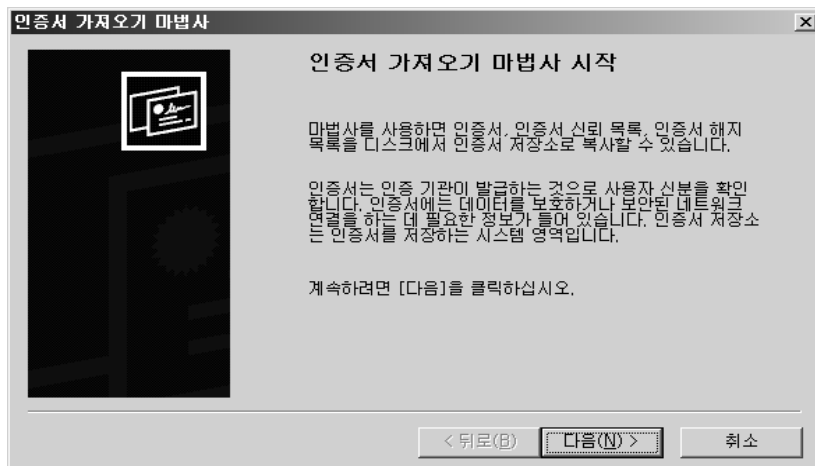 인증서 가져오기 마법사
인증서 가져오기 마법사 시작
마법사를 사용하면 인증서, 인증서 신뢰 목록, 인증서 해지
목록을 디스크에서 인증서 저장소로 복사할 수 있습니다.
인증서는 인증 기관이 발급하는 것으로 사용자 신분을 확인
합니다. 인증서에는 데이터를 보호하거나 보안된 네트워크
연결을 하는 데 필요한 정보가 들어 있습니다. 인증서 저장소
는 인증서를 저장하는 시스템 영역입니다.
계속하려면 [다음]을 클릭하십시오.
< 뒤로(B) 다음(N) > 취소